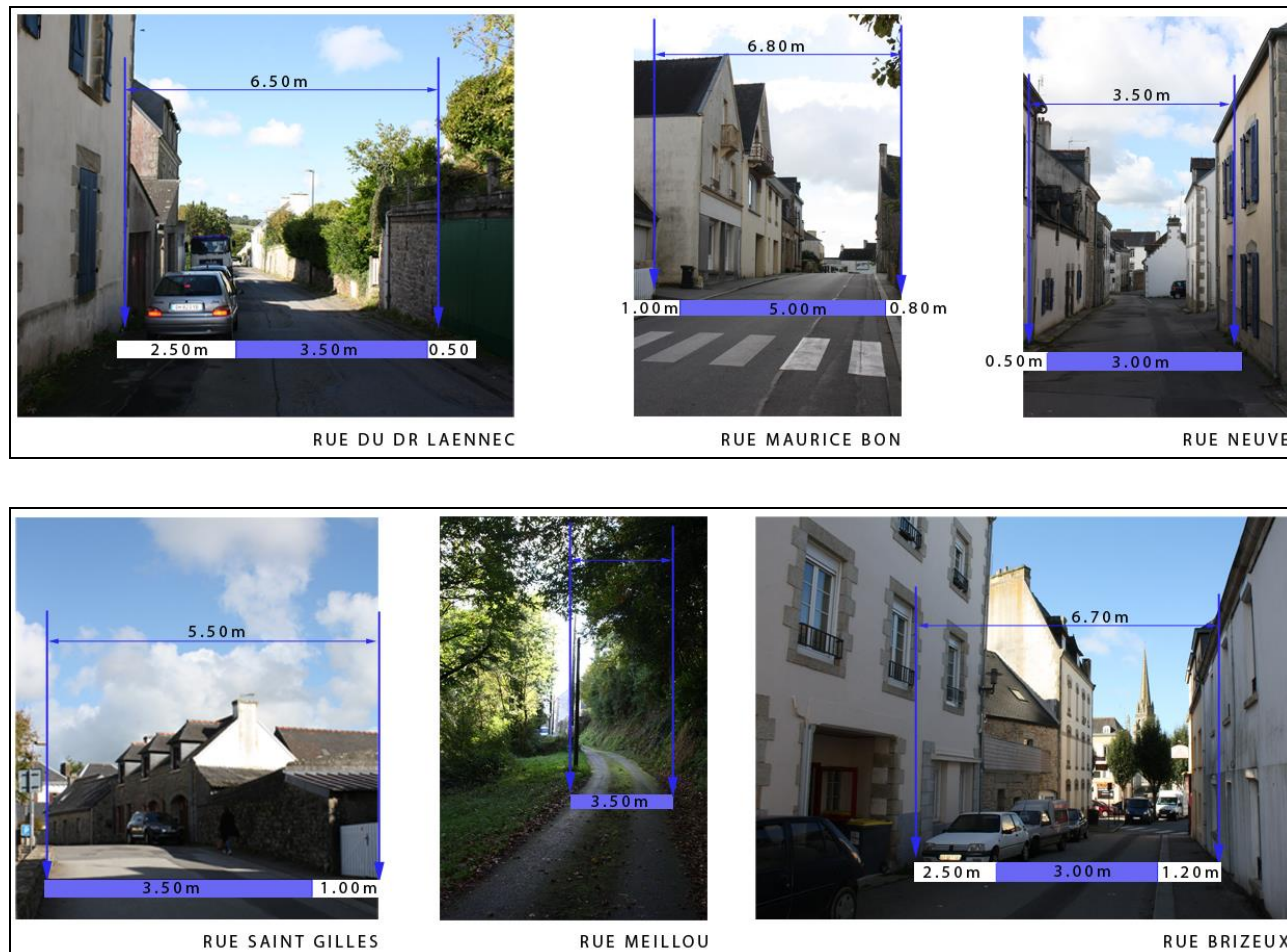 6.50m
2.50m 3.50m 0.50
RUE DU DR LAENNEC
6.80m
1.00m 5.00m 0.80m
RUE MAURICE BON
3.50m
0.50m 3.00m
RUE NEUVE
5.50m
3.50m 1.00m
RUE SAINT GILLES
3.50m
RUE MEILLOU
6.70m
2.50m 3.00m 1.20m
RUE BRIZEUX